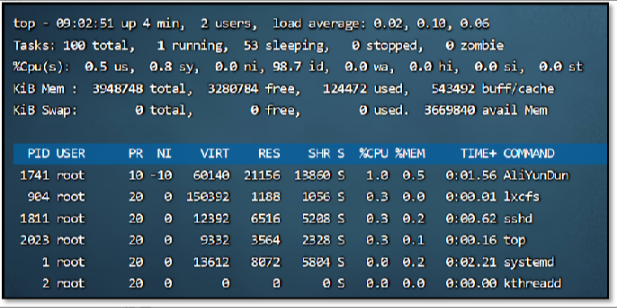 top - 09:02:51 up 4 min,  2 users,  load average: 0.02, 0.10, 0.06
Tasks: 100 total,   1 running,  53 sleeping,   0 stopped,   0 zombie
%Cpu(s):  0.5 us,  0.8 sy,  0.0 ni, 98.7 id,  0.0 wa,  0.0 hi,  0.0 si,  0.0 st
KiB Mem :  3948748 total,  3280784 free,   124472 used,   543492 buff/cache
KiB Swap:        0 total,        0 free,        0 used.  3669840 avail Mem
  PID USER      PR  NI    VIRT    RES    SHR S  %CPU %MEM     TIME+ COMMAND
 1741 root      10 -10   60140  21156  13860 S   1.0  0.5   0:01.56 AliYunDun
  904 root      20   0  150392   1188   1056 S   0.3  0.0   0:00.01 lxcfs
 1811 root      20   0   12392   6516   5208 S   0.3  0.2   0:00.62 sshd
 2023 root      20   0    9332   3564   2328 S   0.3  0.1   0:00.16 top
    1 root      20   0   13612   8072   5804 S   0.0  0.2   0:02.21 systemd
    2 root      20   0       0      0      0 S   0.0  0.0   0:00.00 kthreadd